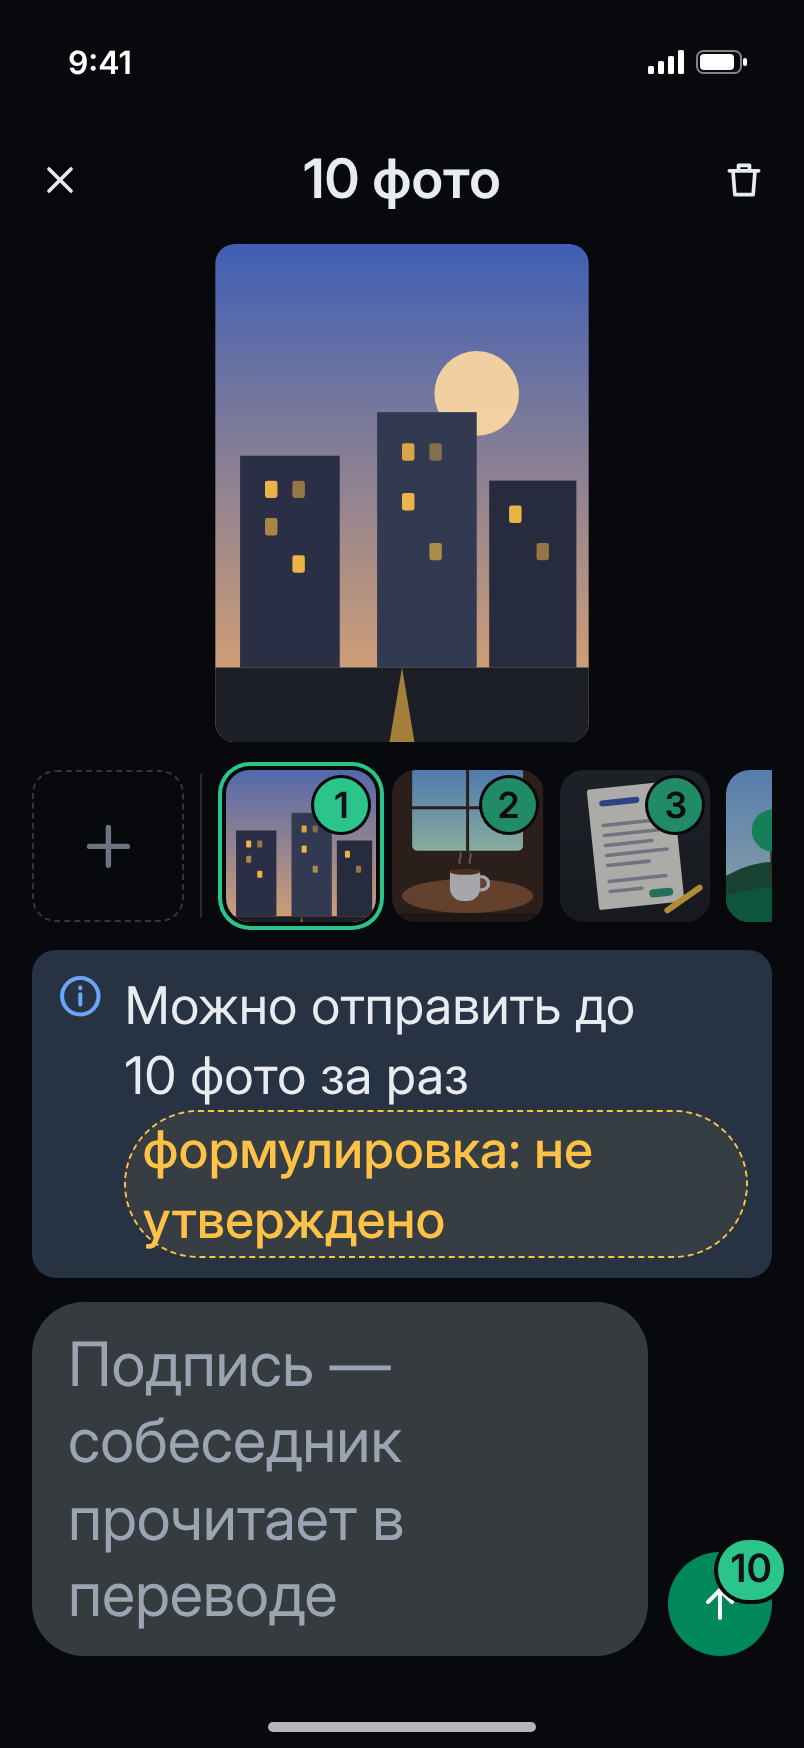 9:41
10 фото
1
2
3
Можно отправить до
10 фото за раз
формулировка: не
утверждено
Подпись —
собеседник
прочитает в
переводе
10